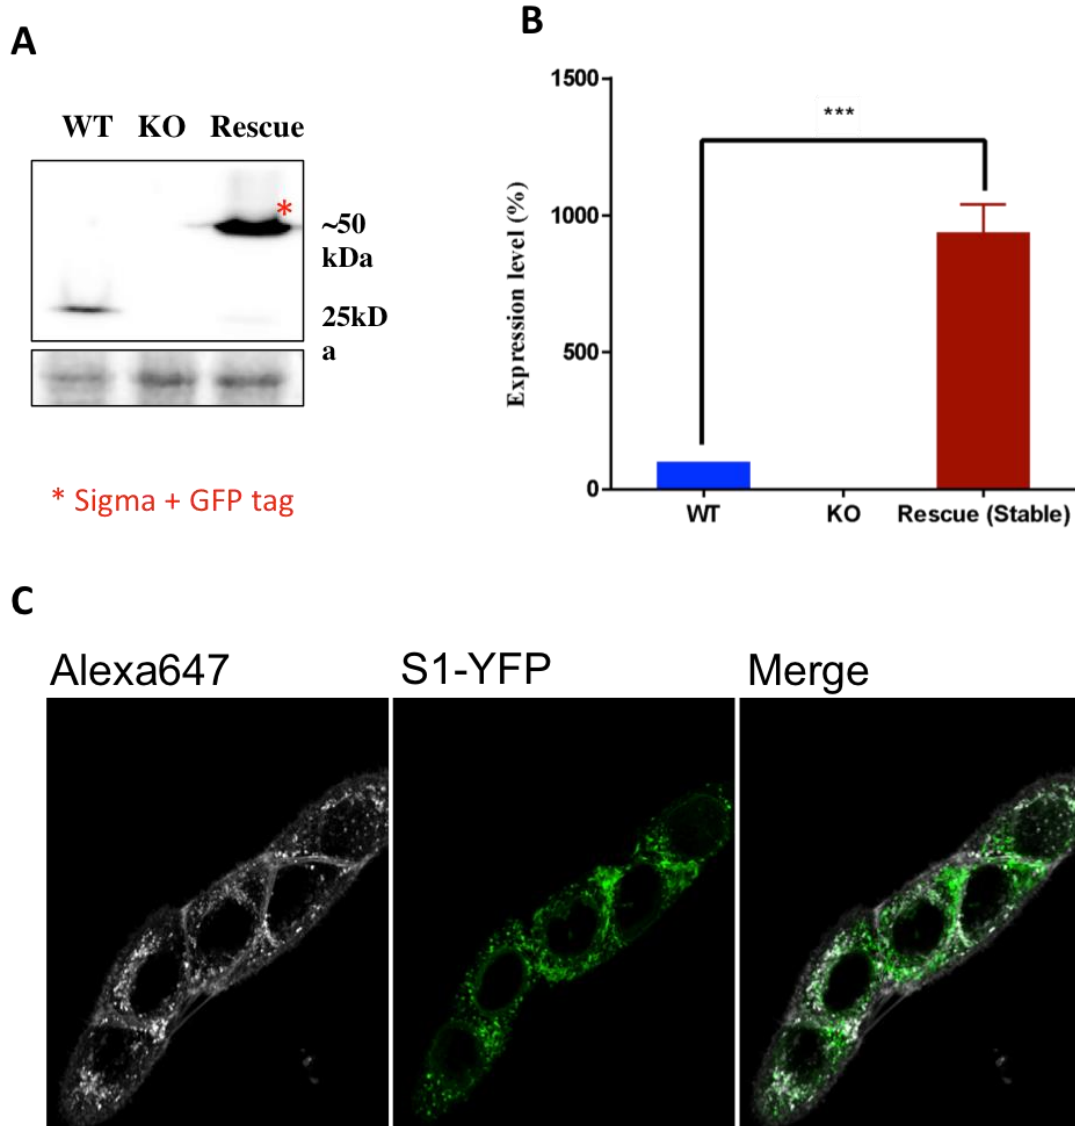 A
WT KO Rescue
*
~50
kDa
25kD
a
* Sigma + GFP tag
B
1500
1000
500
0
Expression level (%)
***
WT KO Rescue (Stable)
C
Alexa647 S1-YFP Merge